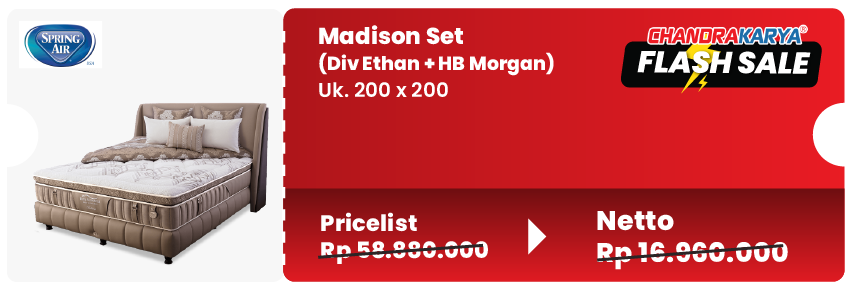 SPRING
AIR
Madison Set
(Div Ethan + HB Morgan)
Uk. 200 x 200
CHANDRAKARYA®
FLASH SALE
Pricelist
Rp 58.880.000
Netto
Rp 16.960.000